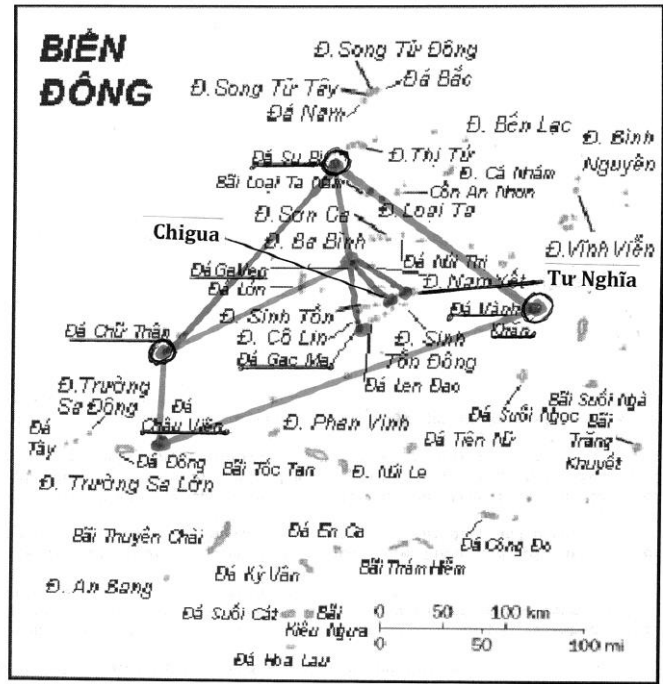 BIỂN
ĐÔNG
Đ. Song Tử Đông
Đá Bắc
Đ. Song Tử Tây
Đá Nam
Đ. Bến Lạc
Đ. Bình
Nguyên
Đá Su Bi
Đ. Thị Tứ
Đ. Cá Nhám
Bãi Loại Ta Nam
Cồn An Nhơn
Đ. Sơn Ca
Đ. Loại Ta
Chigua
Đ. Ba Bình
Đ. Vĩnh Viễn
Đá Núi Thị
Đá GaVen
Đ. Nam Yết
Tư Nghĩa
Đá Lớn
Đ. Sinh Tồn
Đá Vành
Khăn
Đ. Cô Lin
Đ. Sinh
Tồn Đông
Đá Chữ Thập
Đá Gạc Ma
Đá Len Đao
Đ. Trường
Sa Đông
Đá
Châu Viên
Bãi Suối Ngà
Đá Suối Ngọc
Bãi
Trăng
Khuyết
Đá
Tây
Đ. Phan Vinh
Đá Tiên Nữ
Đá Đông
Bãi Tốc Tan
Đ. Núi Le
Đ. Trường Sa Lớn
Bãi Thuyền Chài
Đá Én Ca
Đá Công Đo
Đá Kỳ Vân
Bãi Thám Hiểm
Đ. An Bang
Đá Suối Cát
Bãi
Kiêu Ngựa
0 50 100 km
0 50 100 mi
Đá Hoa Lau